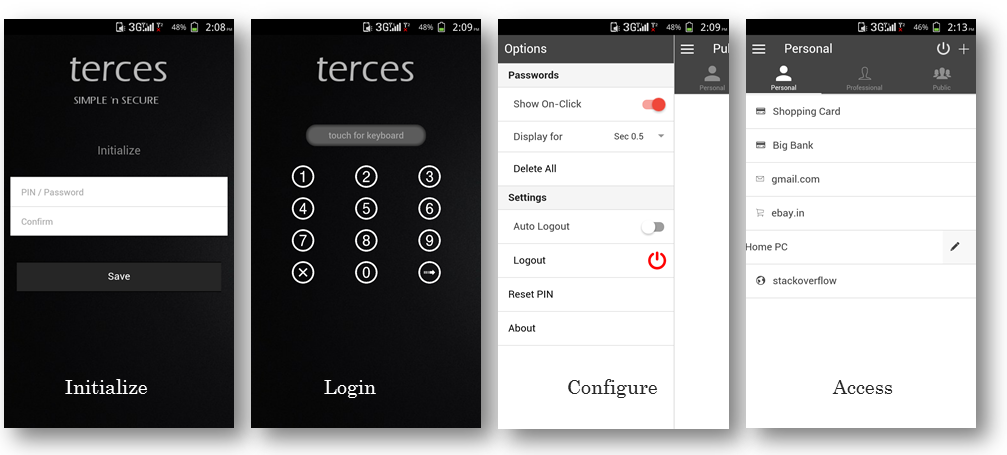 3G 48% 2:08 PM
terces
SIMPLE 'n SECURE
Initialize
PIN / Password
Confirm
Save
Initialize
3G 48% 2:09 PM
terces
touch for keyboard
1 2 3
4 5 6
7 8 9
0
Login
3G 48% 2:09 PM
Options
Passwords
Show On-Click
Display for Sec 0.5
Delete All
Settings
Auto Logout
Logout
Reset PIN
About
Pul
Personal
Configure
3G 46% 2:13 PM
Personal
Personal Professional Public
Shopping Card
Big Bank
gmail.com
ebay.in
Home PC
stackoverflow
Access